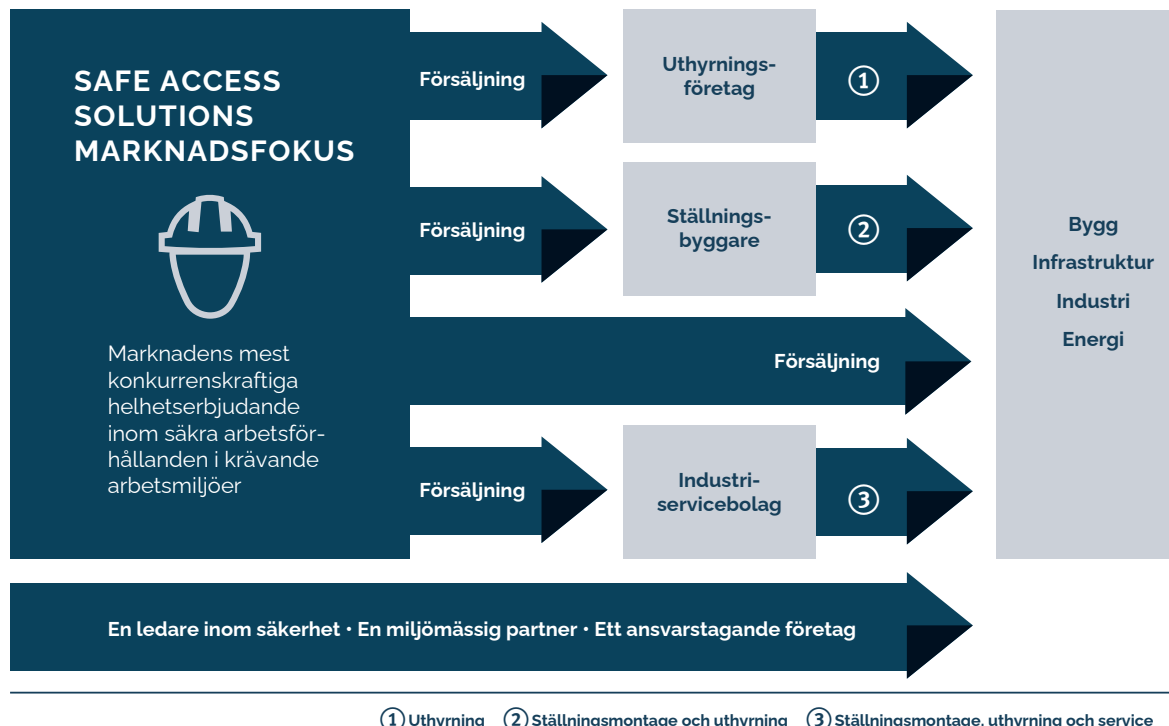 SAFE ACCESS
SOLUTIONS
MARKNADSFOKUS
Marknadens mest
konkurrenskraftiga
helhetserbjudande
inom säkra arbetsför-
hållanden i krävande
arbetsmiljöer
Försäljning
Uthyrnings-
företag
①
Försäljning
Ställnings-
byggare
②
Försäljning
Försäljning
Industri-
servicebolag
③
Bygg
Infrastruktur
Industri
Energi
En ledare inom säkerhet • En miljömässig partner • Ett ansvarstagande företag
① Uthyrning ② Ställningsmontage och uthyrning ③ Ställningsmontage, uthyrning och service